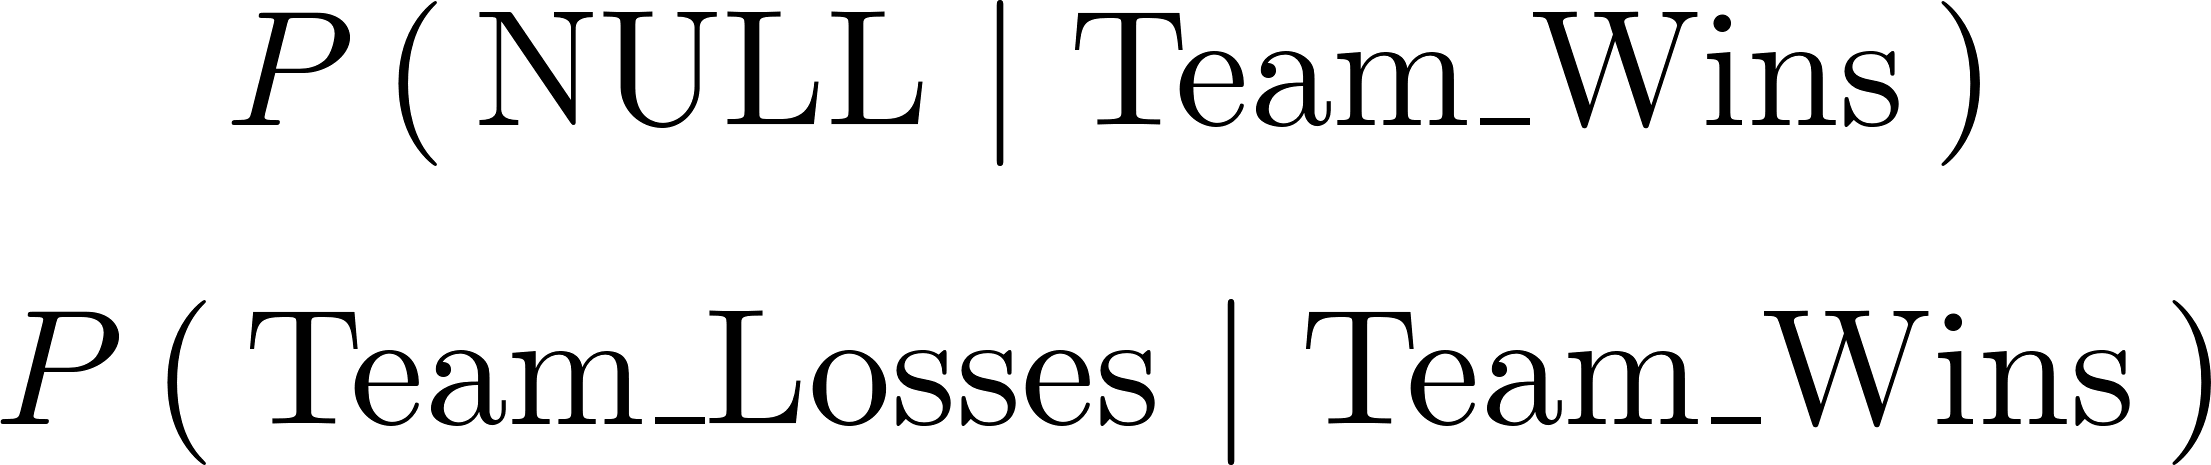 P ( NULL | Team_Wins )
P ( Team_Losses | Team_Wins )